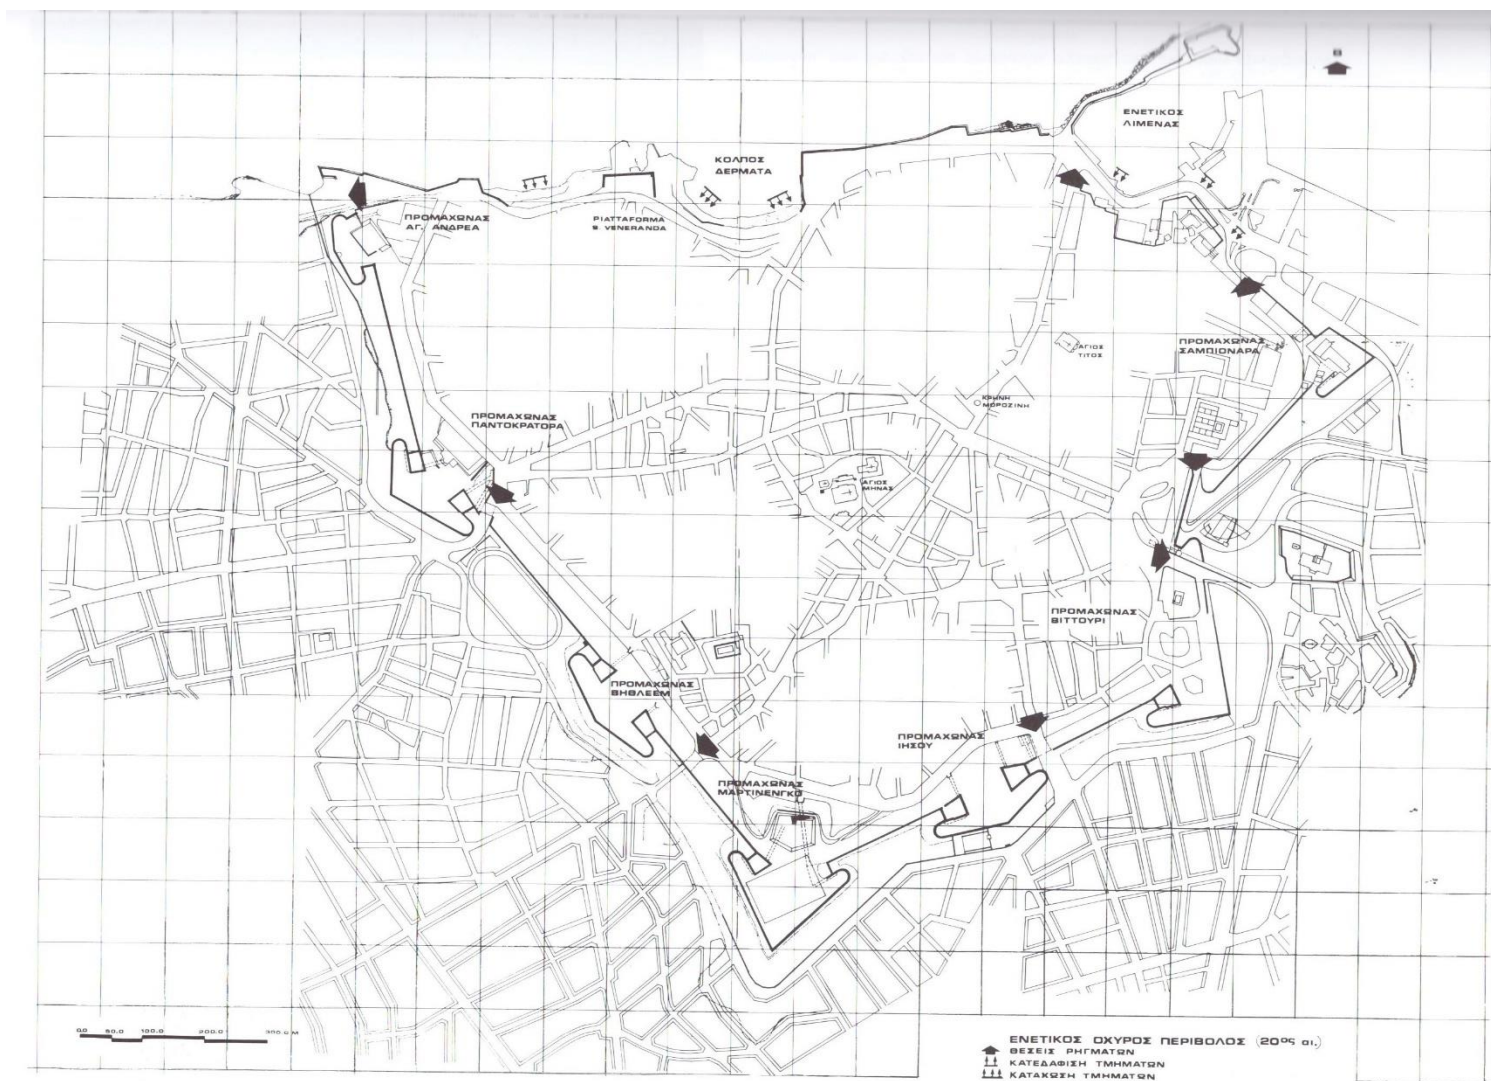 Β
ΕΝΕΤΙΚΟΣ
ΛΙΜΕΝΑΣ
ΚΟΛΠΟΣ
ΔΕΡΜΑΤΑ
ΠΡΟΜΑΧΩΝΑΣ
ΑΓ. ΑΝΔΡΕΑ
PIATTAFORMA
S. VENERANDA
ΠΡΟΜΑΧΩΝΑΣ
ΣΑΜΠΙΟΝΑΡΑ
ΑΓΙΟΣ
ΤΙΤΟΣ
ΚΡΗΝΗ
ΜΟΡΟΖΙΝΗ
ΠΡΟΜΑΧΩΝΑΣ
ΠΑΝΤΟΚΡΑΤΟΡΑ
ΑΓΙΟΣ
ΜΗΝΑΣ
ΠΡΟΜΑΧΩΝΑΣ
ΒΙΤΤΟΥΡΙ
ΠΡΟΜΑΧΩΝΑΣ
ΒΗΘΛΕΕΜ
ΠΡΟΜΑΧΩΝΑΣ
ΙΗΣΟΥ
ΠΡΟΜΑΧΩΝΑΣ
ΜΑΡΤΙΝΕΝΓΚΟ
0.0 50.0 100.0 200.0 300.0 M
ΕΝΕΤΙΚΟΣ ΟΧΥΡΟΣ ΠΕΡΙΒΟΛΟΣ (20ος αι.)
ΘΕΣΕΙΣ ΡΗΓΜΑΤΩΝ
ΚΑΤΕΔΑΦΙΣΗ ΤΜΗΜΑΤΩΝ
ΚΑΤΑΧΩΣΗ ΤΜΗΜΑΤΩΝ